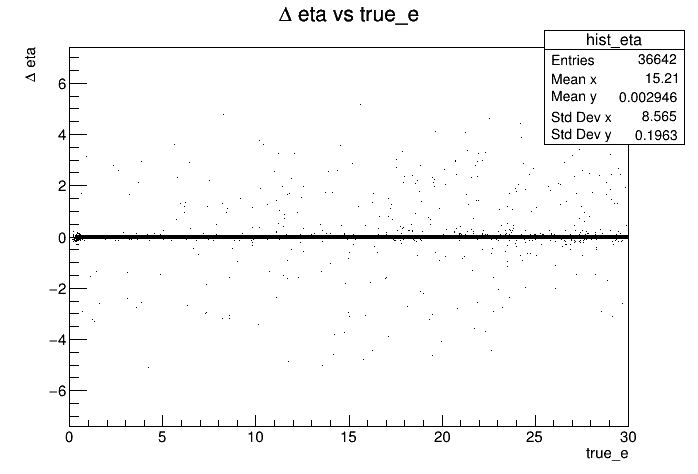 Δ eta vs true_e
hist_eta
Entries 36642
Mean x 15.21
Mean y 0.002946
Std Dev x 8.565
Std Dev y 0.1963
Δ eta
6
4
2
0
−2
−4
−6
0 5 10 15 20 25 30
true_e